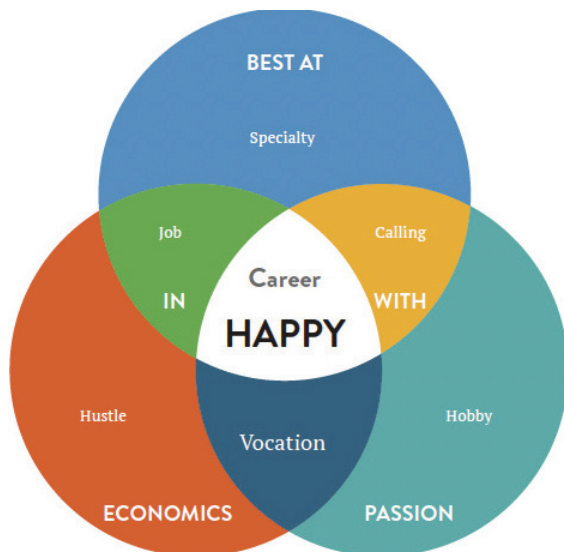 BEST AT
Specialty
Job
Calling
Career
IN
WITH
HAPPY
Hustle
Hobby
Vocation
ECONOMICS
PASSION